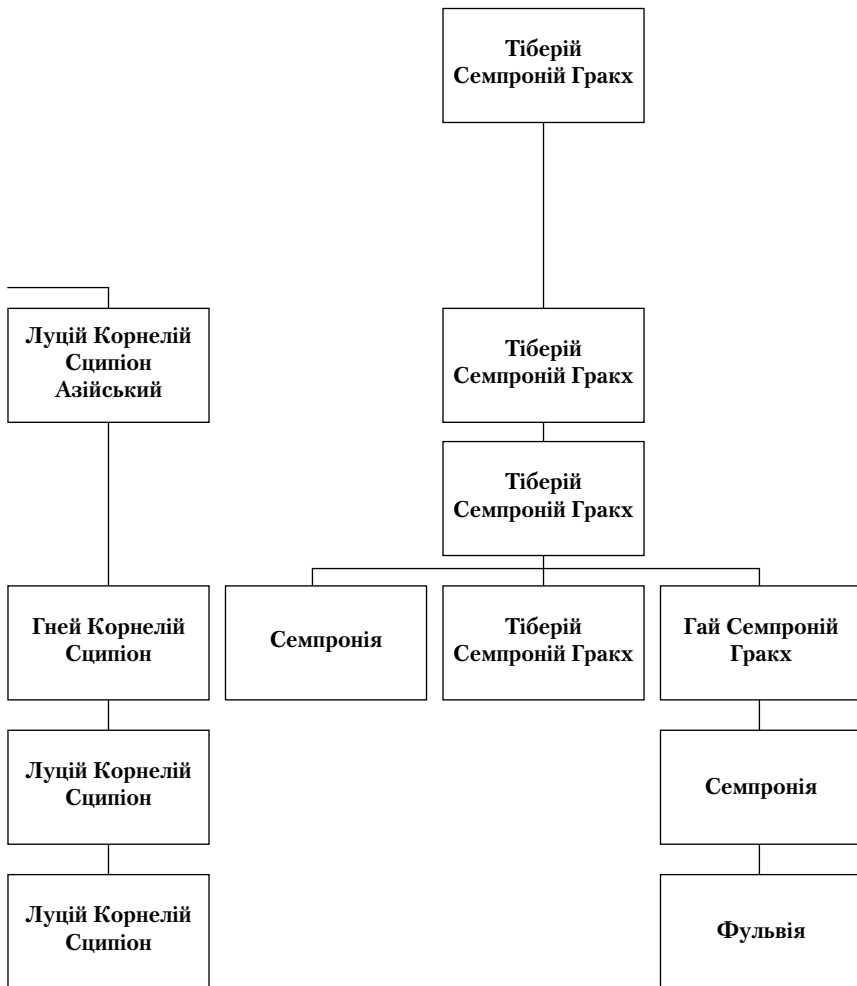 Тіберій
Семпроній Гракх
Луцій Корнелій
Сципіон
Азійський
Тіберій
Семпроній Гракх
Тіберій
Семпроній Гракх
Гней Корнелій
Сципіон
Семпронія
Тіберій
Семпроній Гракх
Гай Семпроній
Гракх
Луцій Корнелій
Сципіон
Семпронія
Луцій Корнелій
Сципіон
Фульвія